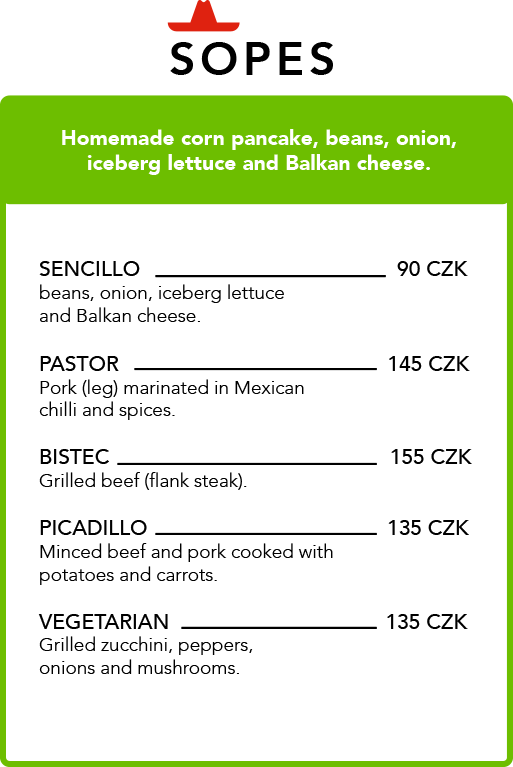 SOPES
Homemade corn pancake, beans, onion,
iceberg lettuce and Balkan cheese.
SENCILLO 90 CZK
beans, onion, iceberg lettuce
and Balkan cheese.
PASTOR 145 CZK
Pork (leg) marinated in Mexican
chilli and spices.
BISTEC 155 CZK
Grilled beef (flank steak).
PICADILLO 135 CZK
Minced beef and pork cooked with
potatoes and carrots.
VEGETARIAN 135 CZK
Grilled zucchini, peppers,
onions and mushrooms.